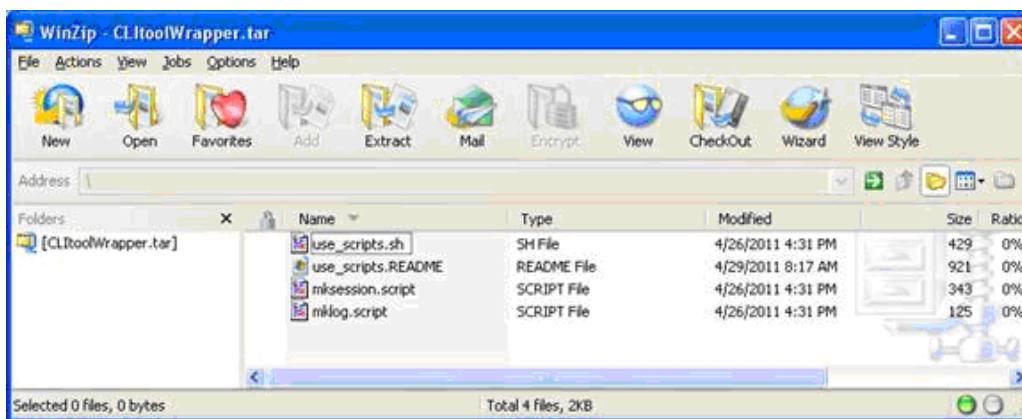 WinZip - CLItoolWrapper.tar
File Actions View Jobs Options Help
New Open Favorites Add Extract Mail Encrypt View CheckOut Wizard View Style
Address \
Folders x Name Type Modified Size Ratio
[CLItoolWrapper.tar]
use_scripts.sh SH File 4/26/2011 4:31 PM 429 0%
use_scripts.README README File 4/29/2011 8:17 AM 921 0%
mksession.script SCRIPT File 4/26/2011 4:31 PM 343 0%
mklog.script SCRIPT File 4/26/2011 4:31 PM 125 0%
Selected 0 files, 0 bytes Total 4 files, 2KB